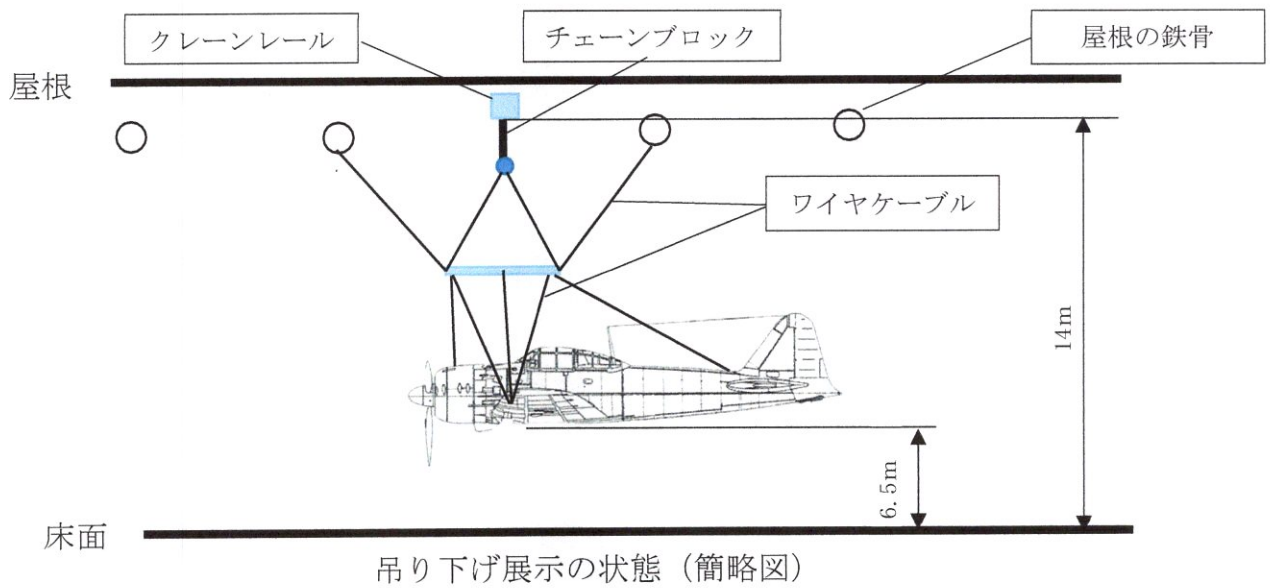 クレーンレール
チェーンブロック
屋根の鉄骨
屋根
ワイヤケーブル
14m
6.5m
床面
吊り下げ展示の状態（簡略図）